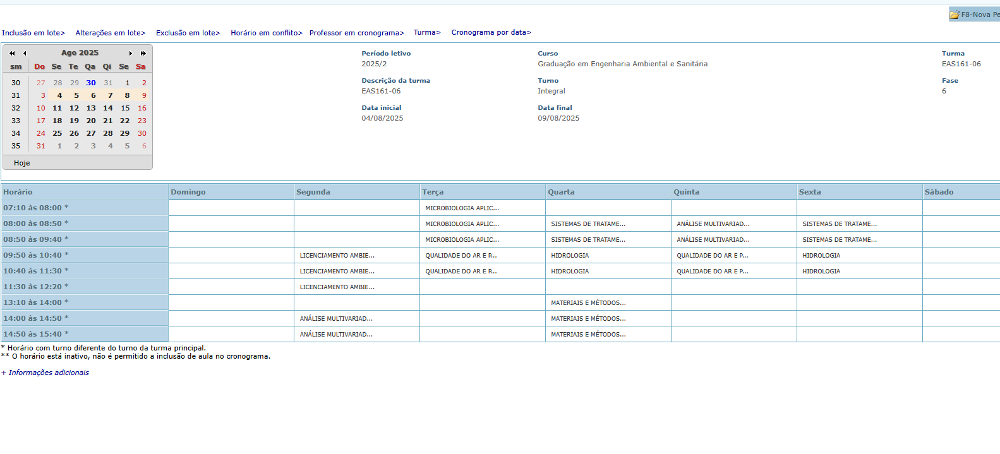 F8-Nova Pe
Inclusão em lote> Alterações em lote> Exclusão em lote> Horário em conflito> Professor em cronograma> Turma> Cronograma por data>
Ago 2025
sm Do Se Te Qa Qi Se Sa
30 27 28 29 30 31 1 2
31 3 4 5 6 7 8 9
32 10 11 12 13 14 15 16
33 17 18 19 20 21 22 23
34 24 25 26 27 28 29 30
35 31 1 2 3 4 5 6
Hoje
Período letivo Curso Turma
2025/2 Graduação em Engenharia Ambiental e Sanitária EAS161-06
Descrição da turma Turno Fase
EAS161-06 Integral 6
Data inicial Data final
04/08/2025 09/08/2025
Horário Domingo Segunda Terça Quarta Quinta Sexta Sábado
07:10 às 08:00 * MICROBIOLOGIA APLIC...
08:00 às 08:50 * MICROBIOLOGIA APLIC... SISTEMAS DE TRATAME... ANÁLISE MULTIVARIAD... SISTEMAS DE TRATAME...
08:50 às 09:40 * MICROBIOLOGIA APLIC... SISTEMAS DE TRATAME... ANÁLISE MULTIVARIAD... SISTEMAS DE TRATAME...
09:50 às 10:40 * LICENCIAMENTO AMBIE... QUALIDADE DO AR E P... HIDROLOGIA QUALIDADE DO AR E P... HIDROLOGIA
10:40 às 11:30 * LICENCIAMENTO AMBIE... QUALIDADE DO AR E P... HIDROLOGIA QUALIDADE DO AR E P... HIDROLOGIA
11:30 às 12:20 * LICENCIAMENTO AMBIE...
13:10 às 14:00 * MATERIAIS E MÉTODOS...
14:00 às 14:50 * ANÁLISE MULTIVARIAD... MATERIAIS E MÉTODOS...
14:50 às 15:40 * ANÁLISE MULTIVARIAD... MATERIAIS E MÉTODOS...
* Horário com turno diferente do turno da turma principal.
** O horário está inativo, não é permitido a inclusão de aula no cronograma.
+ Informações adicionais